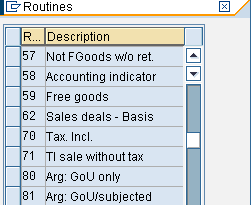 Routines
R... Description
57 Not FGoods w/o ret.
58 Accounting indicator
59 Free goods
62 Sales deals - Basis
70 Tax. Incl.
71 TI sale without tax
80 Arg: GoU only
81 Arg: GoU/subjected